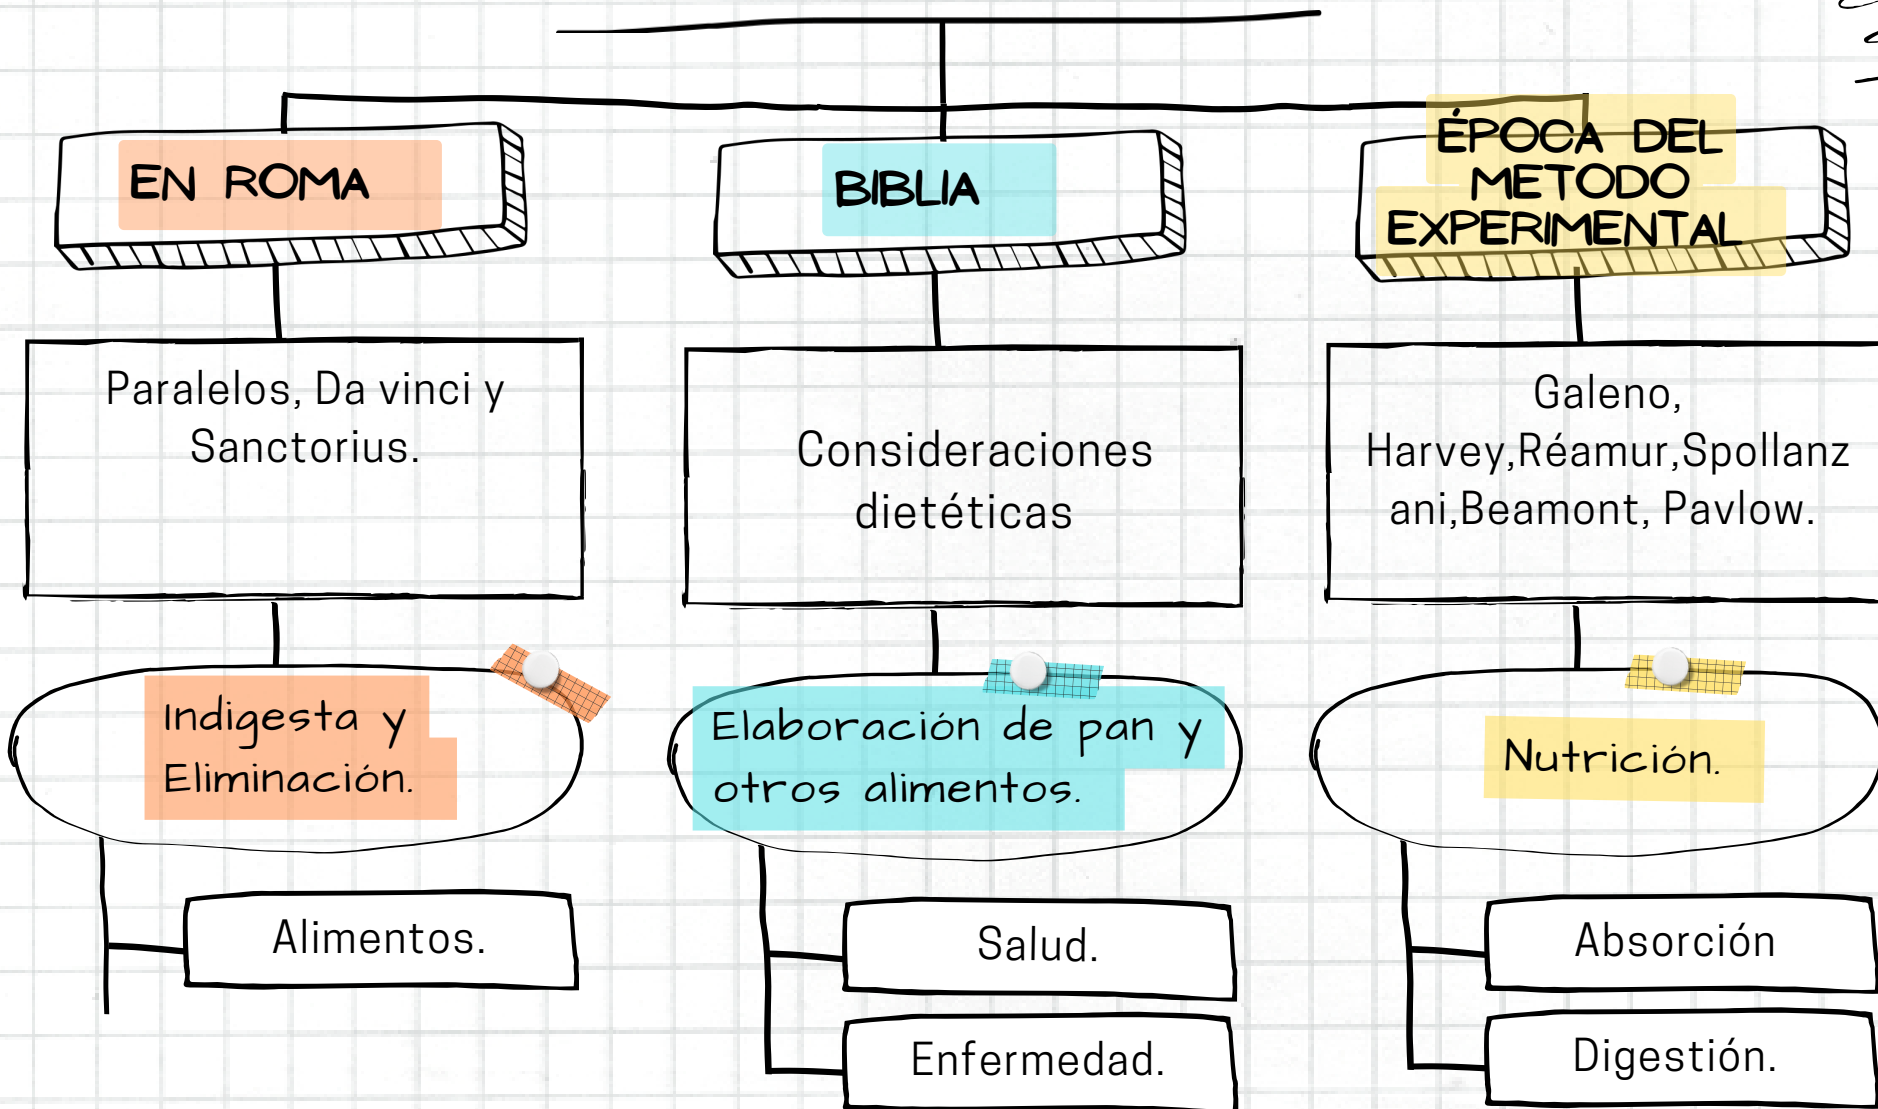 EN ROMA
Paralelos, Da vinci y
Sanctorius.
Indigesta y
Eliminación.
Alimentos.
BIBLIA
Consideraciones
dietéticas
Elaboración de pan y
otros alimentos.
Salud.
Enfermedad.
ÉPOCA DEL
METODO
EXPERIMENTAL
Galeno,
Harvey,Réamur,Spollanz
ani,Beamont, Pavlow.
Nutrición.
Absorción
Digestión.